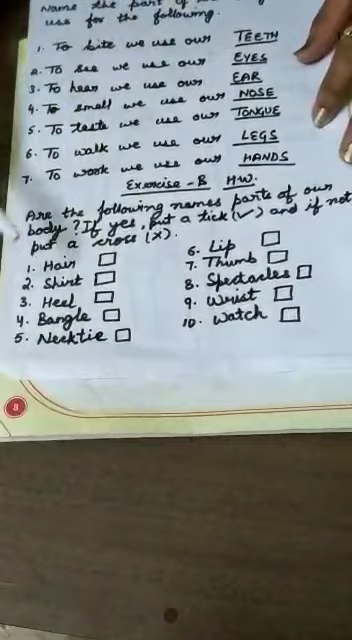 Name the part of
use for the following.
1. To bite we use our TEETH
2. To see we use our EYES
3. To hear we use our EAR
4. To smell we use our NOSE
5. To taste we use our TONGUE
6. To walk we use our LEGS
7. To work we use our HANDS
Exercise - B H.W.
Are the following names parts of our
body? If yes, put a tick (✓) and if not
put a cross (x).
1. Hair
2. Shirt
3. Heel
4. Bangle
5. Necktie
6. Lip
7. Thumb
8. Spectacles
9. Wrist
10. Watch
8